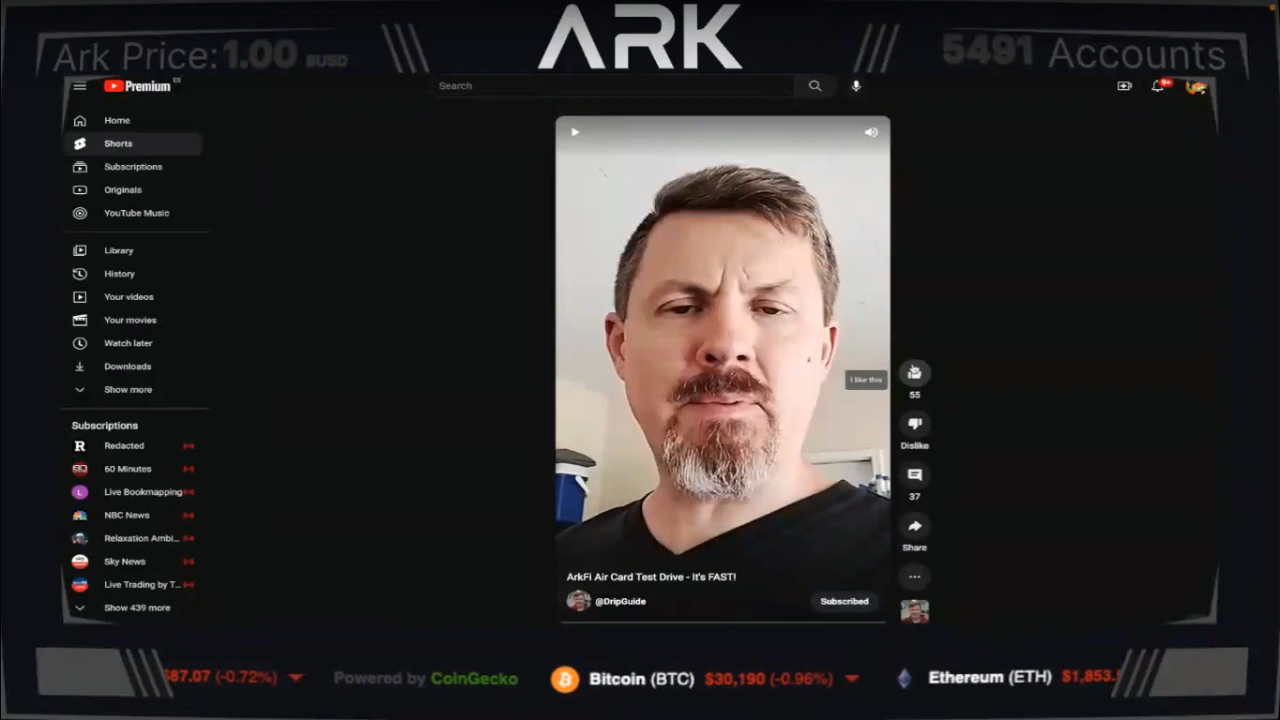 Ark Price:1.00 BUSD
ARK
5491 Accounts
Premium
Search
9+
Home
Shorts
Subscriptions
Originals
YouTube Music
Library
History
Your videos
Your movies
Watch later
Downloads
Show more
Subscriptions
R Redacted
60 60 Minutes
L Live Bookmapping
NBC News
Relaxation Ambi...
sky Sky News
Live Trading by T...
Show 439 more
I like this
55
Dislike
37
Share
ArkFi Air Card Test Drive - It's FAST!
@DripGuide
Subscribed
$87.07 (-0.72%)
Powered by CoinGecko
Bitcoin (BTC) $30,190 (-0.96%)
Ethereum (ETH) $1,853.